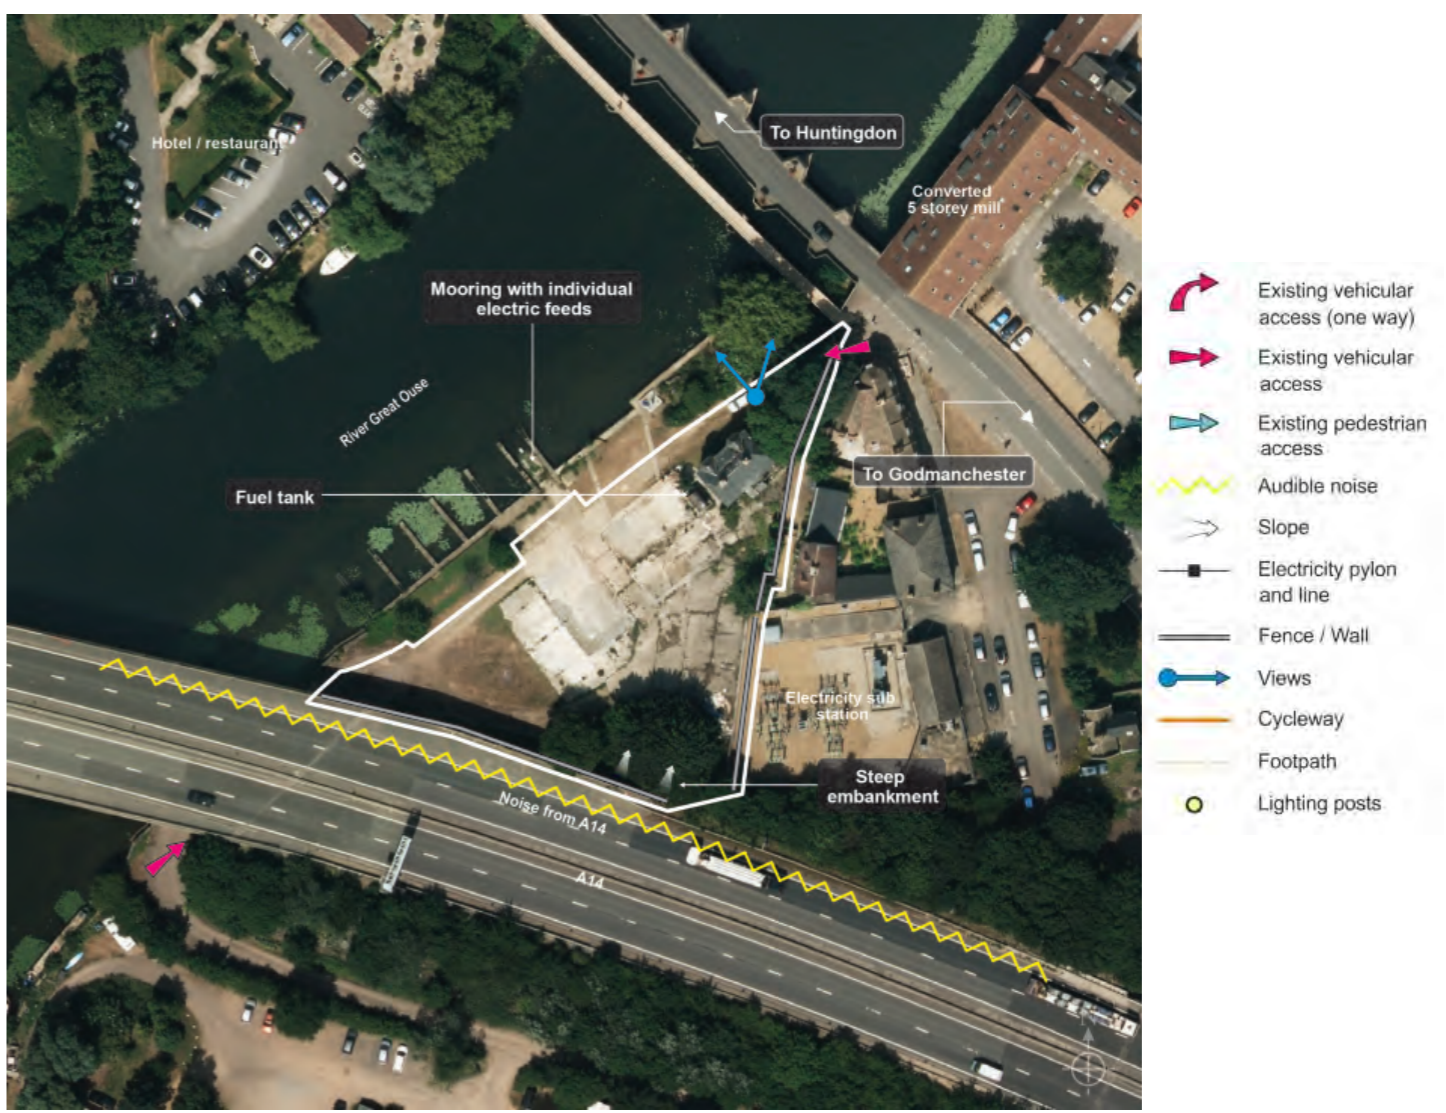 Hotel / restaurant
To Huntingdon
Converted
5 storey mill
Mooring with individual
electric feeds
River Great Ouse
To Godmanchester
Fuel tank
Electricity sub
station
Steep
embankment
Noise from A14
A14
N
Existing vehicular
access (one way)
Existing vehicular
access
Existing pedestrian
access
Audible noise
Slope
Electricity pylon
and line
Fence / Wall
Views
Cycleway
Footpath
Lighting posts